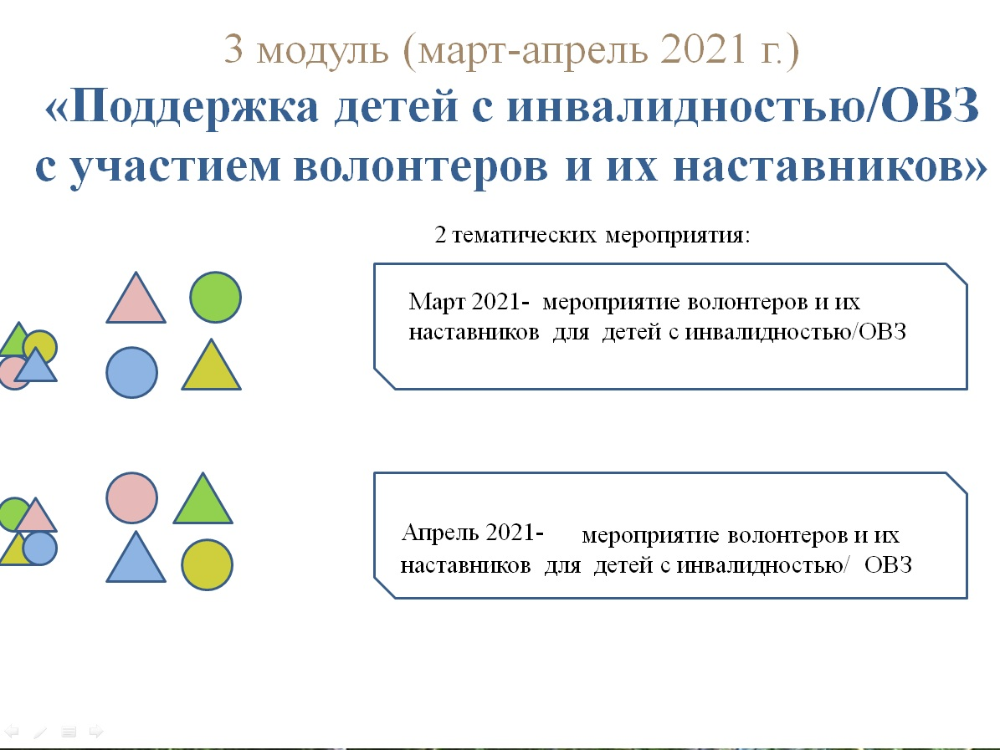 3 модуль (март-апрель 2021 г.)
«Поддержка детей с инвалидностью/ОВЗ
с участием волонтеров и их наставников»
2 тематических мероприятия:
Март 2021- мероприятие волонтеров и их
наставников для детей с инвалидностью/ОВЗ
Апрель 2021- мероприятие волонтеров и их
наставников для детей с инвалидностью/ ОВЗ